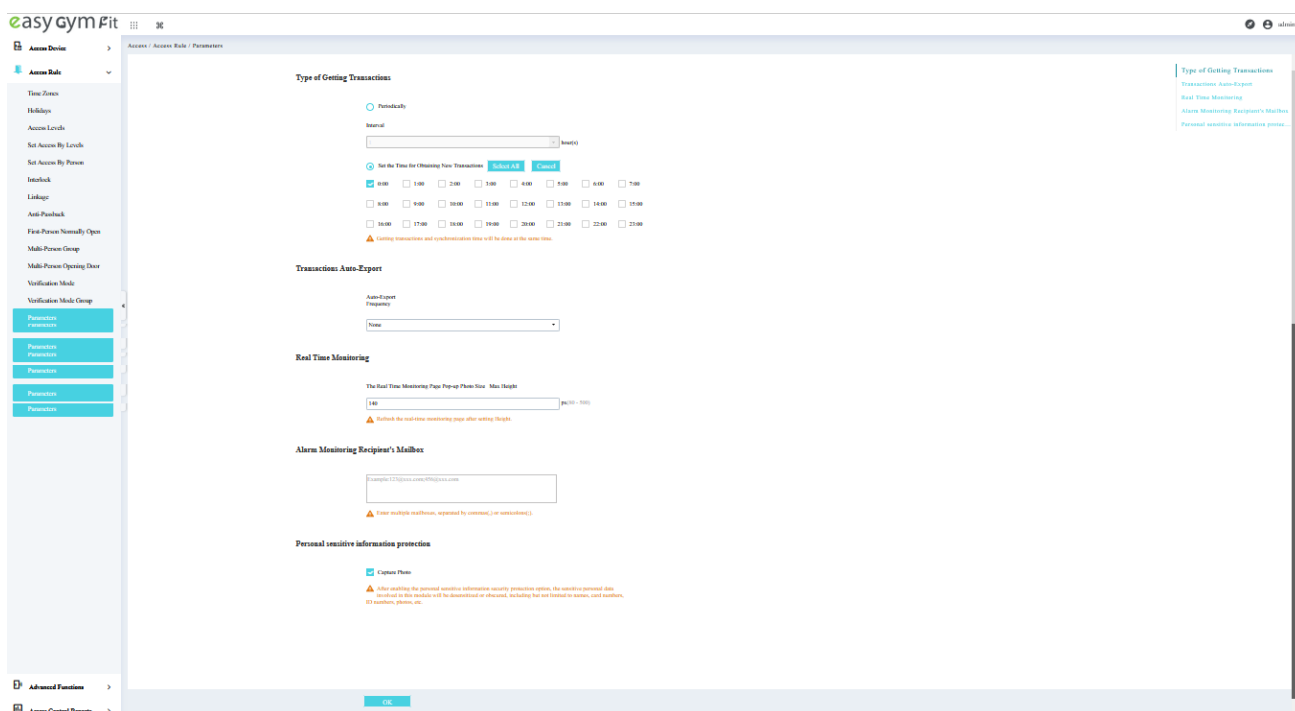 easy Gym Fit
admin
Access Device
Access / Access Rule / Parameters
Access Rule
Time Zones
Holidays
Access Levels
Set Access By Levels
Set Access By Person
Interlock
Linkage
Anti-Passback
First-Person Normally Open
Multi-Person Group
Multi-Person Opening Door
Verification Mode
Verification Mode Group
Parameters
Parameters
Parameters
Parameters
Parameters
Parameters
Parameters
Advanced Functions
Access Control Reports
Type of Getting Transactions
Periodically
Interval
hour(s)
Set the Time for Obtaining New Transactions Select All Cancel
0:00 1:00 2:00 3:00 4:00 5:00 6:00 7:00
8:00 9:00 10:00 11:00 12:00 13:00 14:00 15:00
16:00 17:00 18:00 19:00 20:00 21:00 22:00 23:00
Getting transactions and synchronization time will be done at the same time.
Transactions Auto-Export
Auto-Export
Frequency
None
Real Time Monitoring
The Real Time Monitoring Page Pop-up Photo Size Max Height
140 px(80 - 500)
Refresh the real-time monitoring page after setting Height.
Alarm Monitoring Recipient's Mailbox
Enter multiple mailboxes, separated by commas(,) or semicolons(;).
Personal sensitive information protection
Capture Photo
After enabling the personal sensitive information security protection option, the sensitive personal data
involved in this module will be desensitized or obscured, including but not limited to names, card numbers,
ID numbers, photos, etc.
OK
Type of Getting Transactions
Transactions Auto-Export
Real Time Monitoring
Alarm Monitoring Recipient's Mailbox
Personal sensitive information protec...